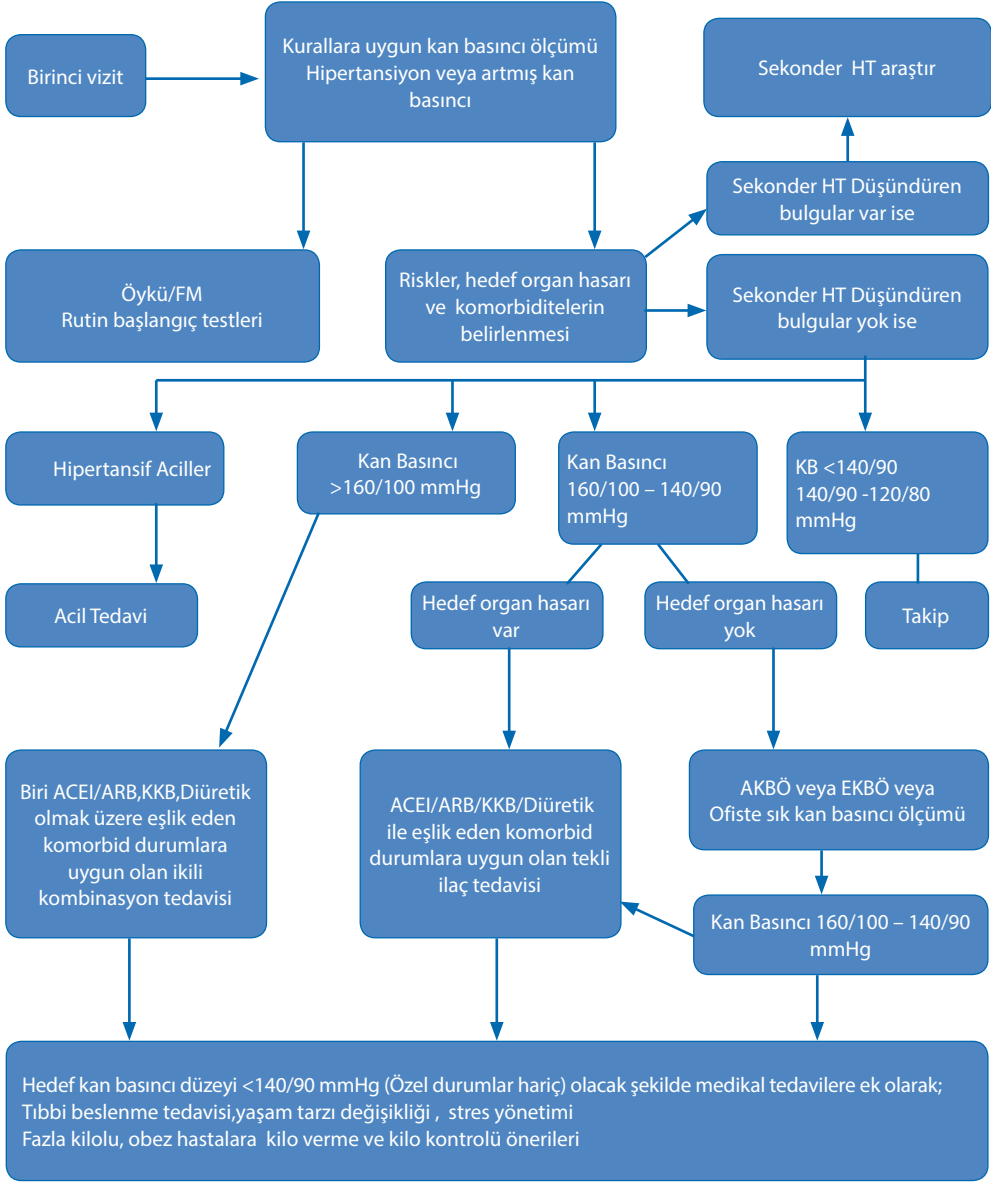 Birinci vizit
Kurallara uygun kan basıncı ölçümü
Hipertansiyon veya artmış kan
basıncı
Sekonder HT araştır
Sekonder HT Düşündüren
bulgular var ise
Öykü/FM
Rutin başlangıç testleri
Riskler, hedef organ hasarı
ve komorbiditelerin
belirlenmesi
Sekonder HT Düşündüren
bulgular yok ise
Hipertansif Aciller
Kan Basıncı
>160/100 mmHg
Kan Basıncı
160/100 – 140/90
mmHg
KB <140/90
140/90 -120/80
mmHg
Acil Tedavi
Hedef organ hasarı
var
Hedef organ hasarı
yok
Takip
Biri ACEI/ARB,KKB,Diüretik
olmak üzere eşlik eden
komorbid durumlara
uygun olan ikili
kombinasyon tedavisi
ACEI/ARB/KKB/Diüretik
ile eşlik eden komorbid
durumlara uygun olan tekli
ilaç tedavisi
AKBÖ veya EKBÖ veya
Ofiste sık kan basıncı ölçümü
Kan Basıncı 160/100 – 140/90
mmHg
Hedef kan basıncı düzeyi <140/90 mmHg (Özel durumlar hariç) olacak şekilde medikal tedavilere ek olarak;
Tıbbi beslenme tedavisi,yaşam tarzı değişikliği , stres yönetimi
Fazla kilolu, obez hastalara kilo verme ve kilo kontrolü önerileri